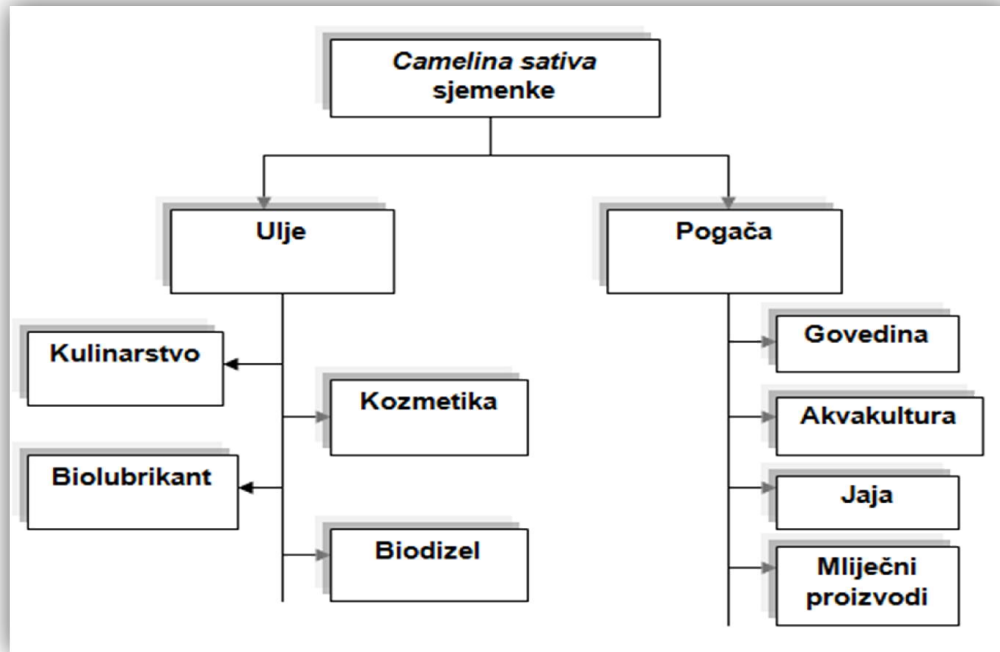 Camelina sativa
sjemenke
Ulje
Pogača
Kulinarstvo
Kozmetika
Biolubrikant
Biodizel
Govedina
Akvakultura
Jaja
Mliječni
proizvodi